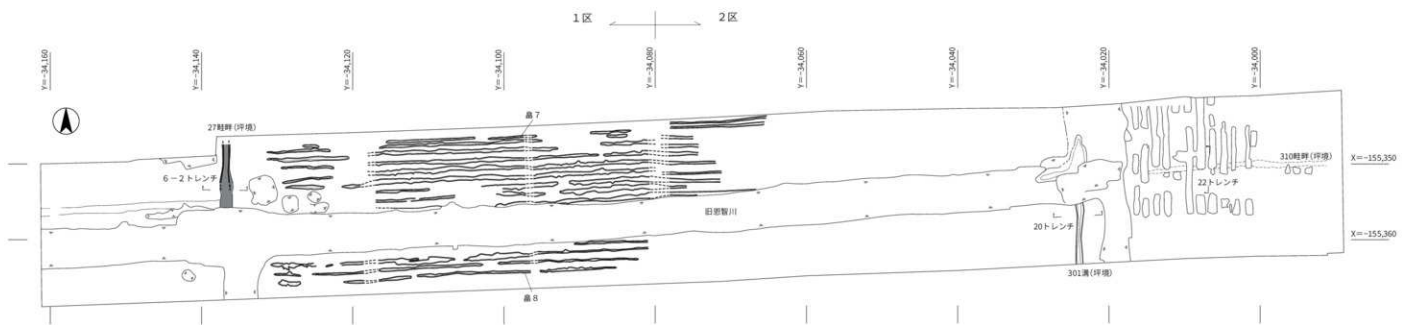 1区 2区
Y=-34,160
Y=-34,140
Y=-34,120
Y=-34,100
Y=-34,080
Y=-34,060
Y=-34,040
Y=-34,020
Y=-34,000
27畦畔(坪境)
畠7
6-2トレンチ
310畦畔(坪境)
X=-155,350
22トレンチ
旧恩智川
20トレンチ
X=-155,360
301溝(坪境)
畠8